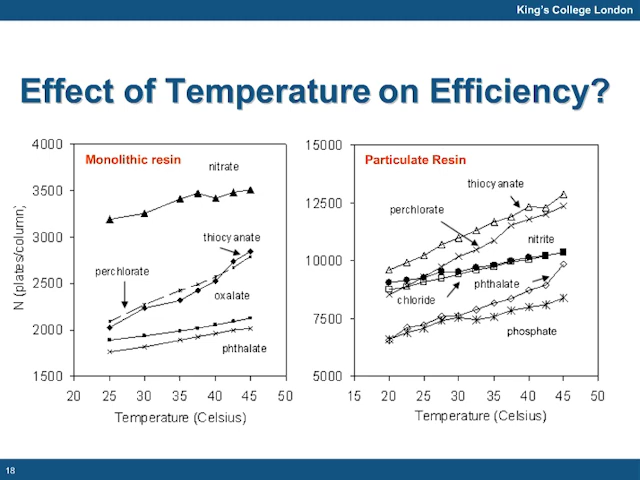 King's College London
Effect of Temperature on Efficiency?
Monolithic resin
N (plates/column)
4000
3500
3000
2500
2000
1500
nitrate
thiocyanate
perchlorate
oxalate
phthalate
20 25 30 35 40 45 50
Temperature (Celsius)
Particulate Resin
15000
12500
10000
7500
5000
thiocyanate
perchlorate
nitrite
phthalate
chloride
phosphate
15 20 25 30 35 40 45 50
Temperature (Celsius)
18